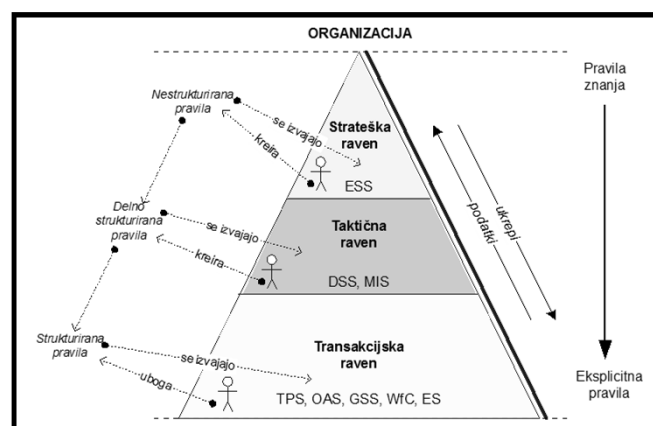 ORGANIZACIJA
Pravila
znanja
Nestrukturirana
pravila
se izvajajo
kreira
Strateška
raven
ESS
podatki
ukrepi
Delno
strukturirana
pravila
se izvajajo
kreira
Taktična
raven
DSS, MIS
Strukturirana
pravila
se izvajajo
uboga
Transakcijska
raven
TPS, OAS, GSS, WfC, ES
Eksplicitna
pravila